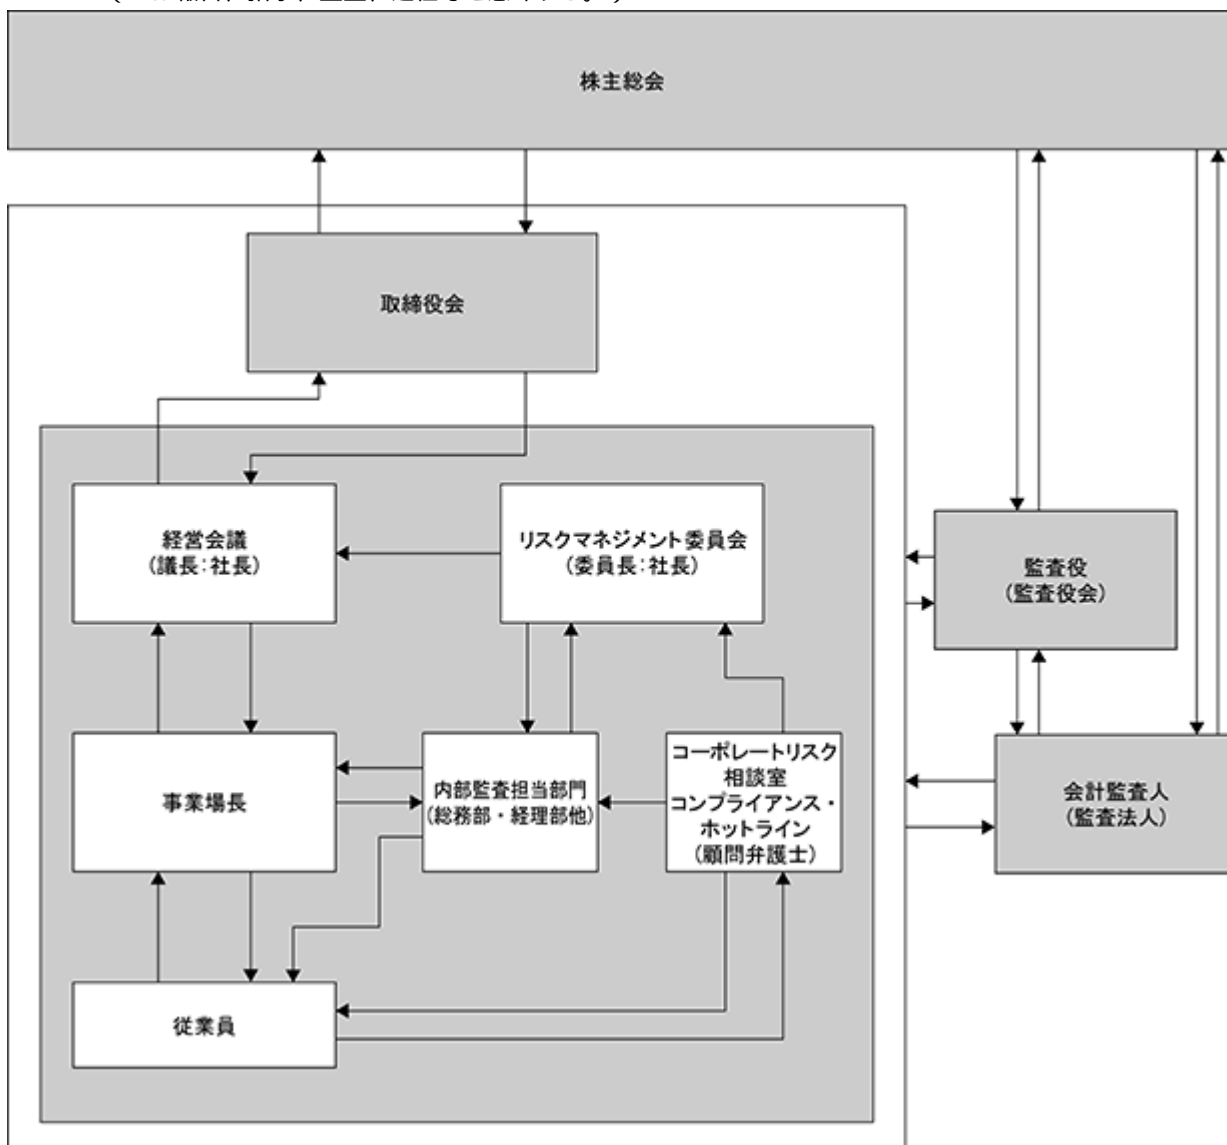 株主総会
取締役会
経営会議
(議長:社長)
リスクマネジメント委員会
(委員長:社長)
監査役
(監査役会)
事業場長
内部監査担当部門
(総務部・経理部他)
コーポレートリスク
相談室
コンプライアンス・
ホットライン
(顧問弁護士)
会計監査人
(監査法人)
従業員